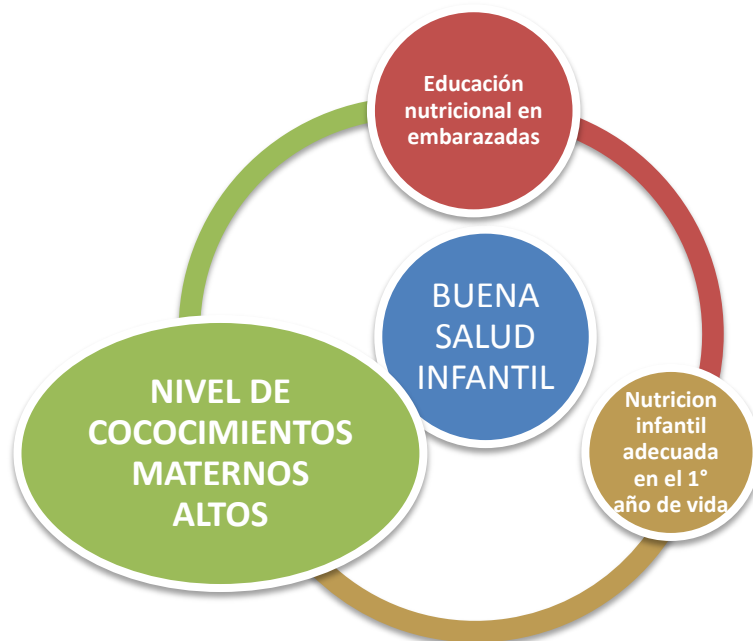 Educación
nutricional en
embarazadas
BUENA
SALUD
INFANTIL
NIVEL DE
COCOCIMIENTOS
MATERNOS
ALTOS
Nutricion
infantil
adecuada
en el 1°
año de vida